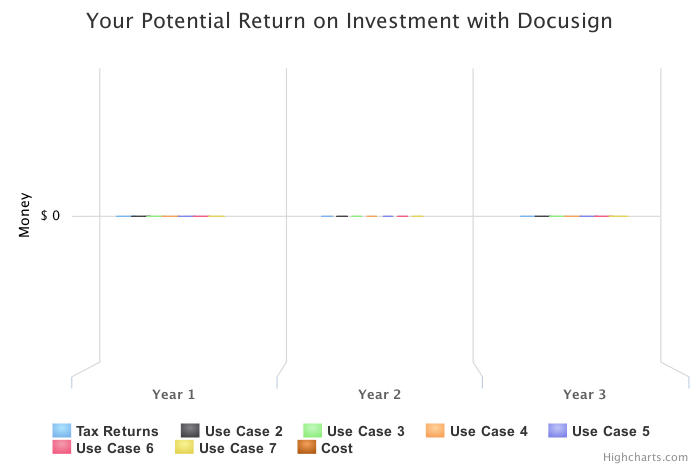 Your Potential Return on Investment with Docusign
Money
$ 0
Year 1 Year 2 Year 3
Tax Returns Use Case 2 Use Case 3 Use Case 4 Use Case 5
Use Case 6 Use Case 7 Cost
Highcharts.com